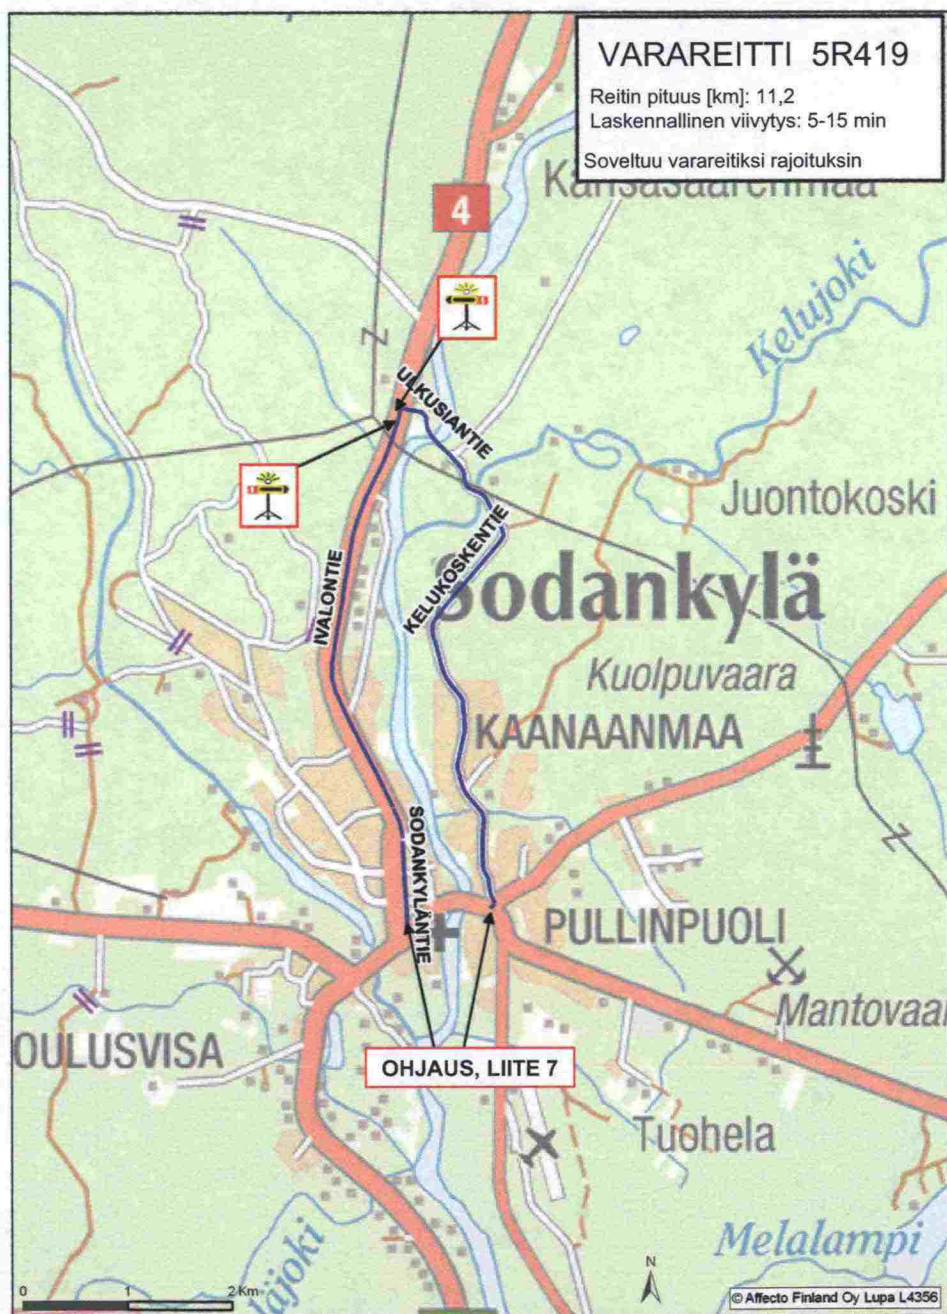 VARAREITTI 5R419
Reitin pituus [km]: 11,2
Laskennallinen viivytys: 5-15 min
Soveltuu varareitiksi rajoituksin
Kansasaarenmaa
4
Kelujoki
ULKUSIANTIE
Juontokoski
KELUKOSKENTIE
IVALONTIE
Sodankylä
Kuolpuvaara
KAANAANMAA
SODANKYLÄNTIE
PULLINPUOLI
Mantovaar
OULUSVISA
OHJAUS, LIITE 7
Tuohela
Melalampi
äjoki
N
0 1 2 Km
© Affecto Finland Oy Lupa L4356